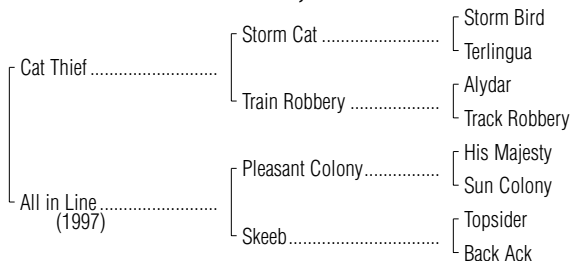 Storm Bird
Storm Cat ........................
Terlingua
Cat Thief ..........................
Alydar
Train Robbery ..................
Track Robbery
His Majesty
Pleasant Colony ...............
Sun Colony
All in Line ........................
(1997)
Topsider
Skeeb ...............................
Back Ack